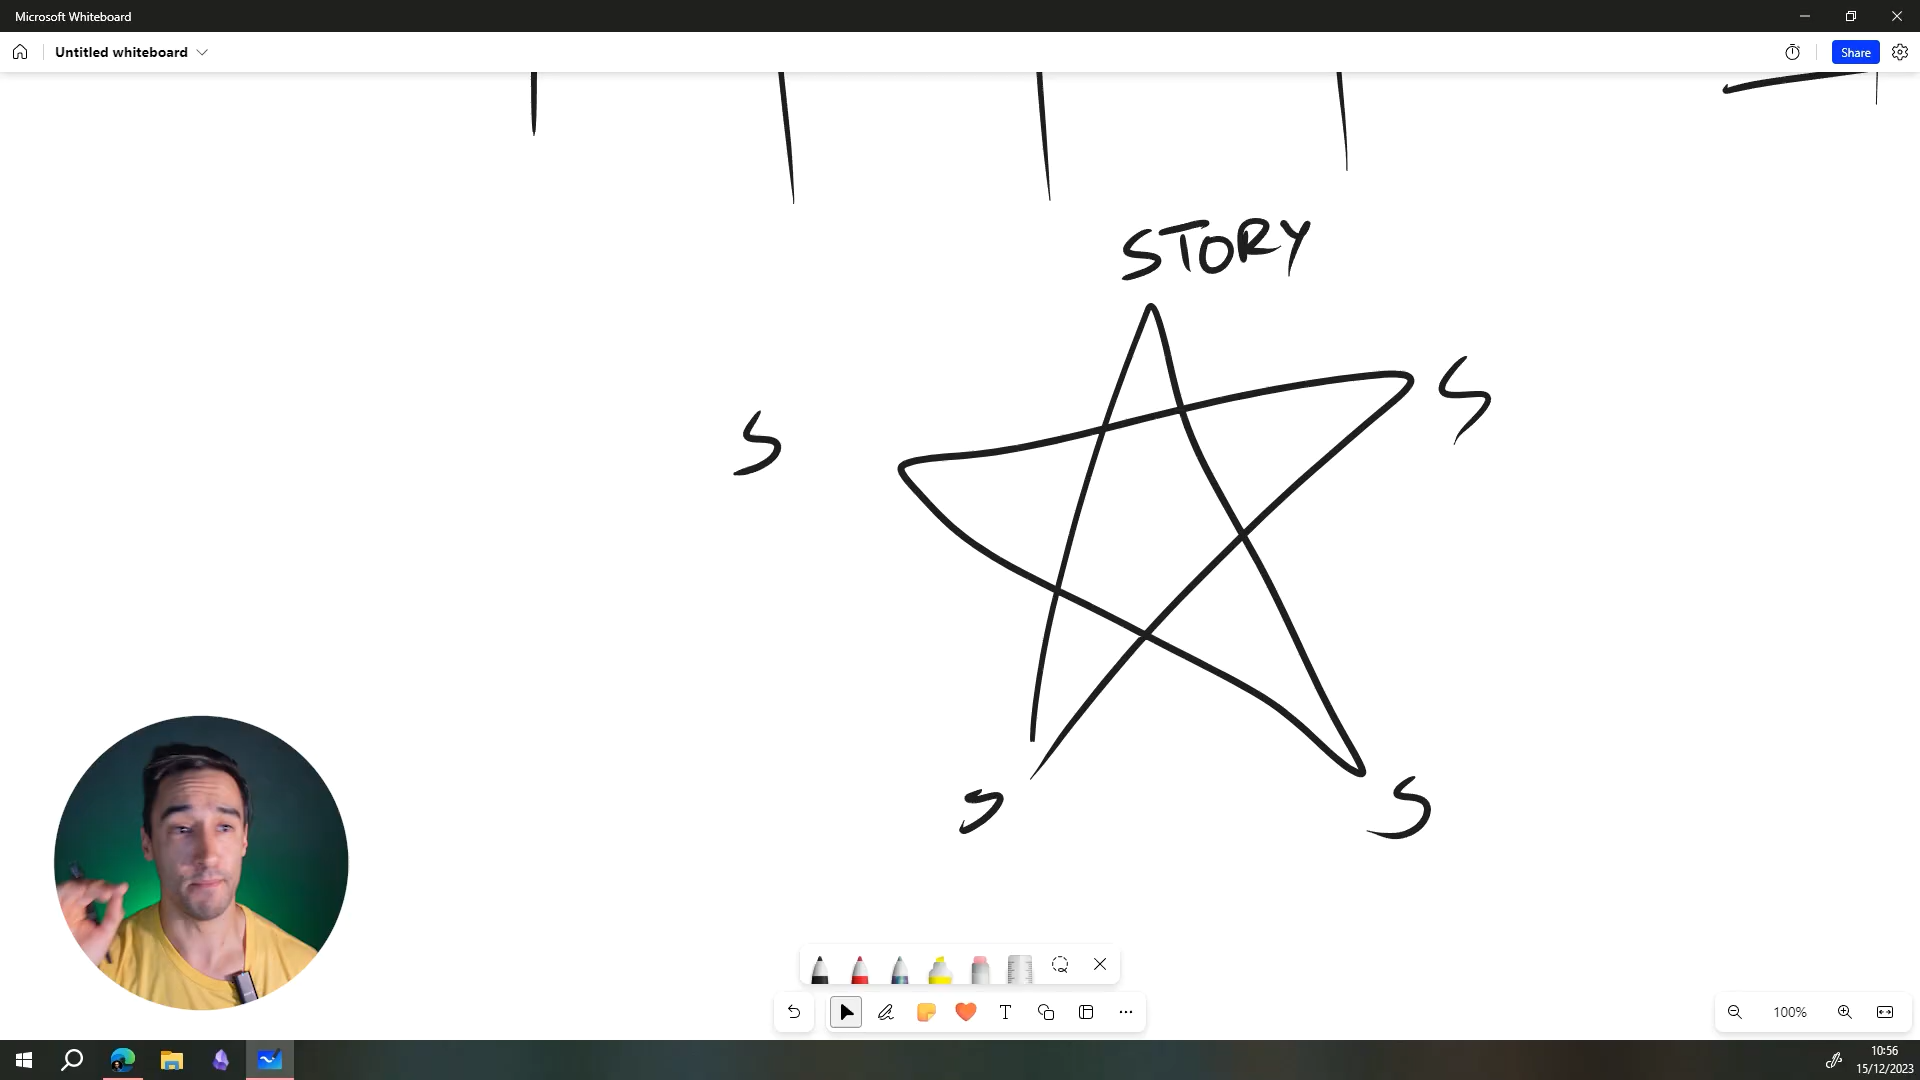 Microsoft Whiteboard
Untitled whiteboard
Share
STORY
S
S
S
S
T
100%
10:56
15/12/2023